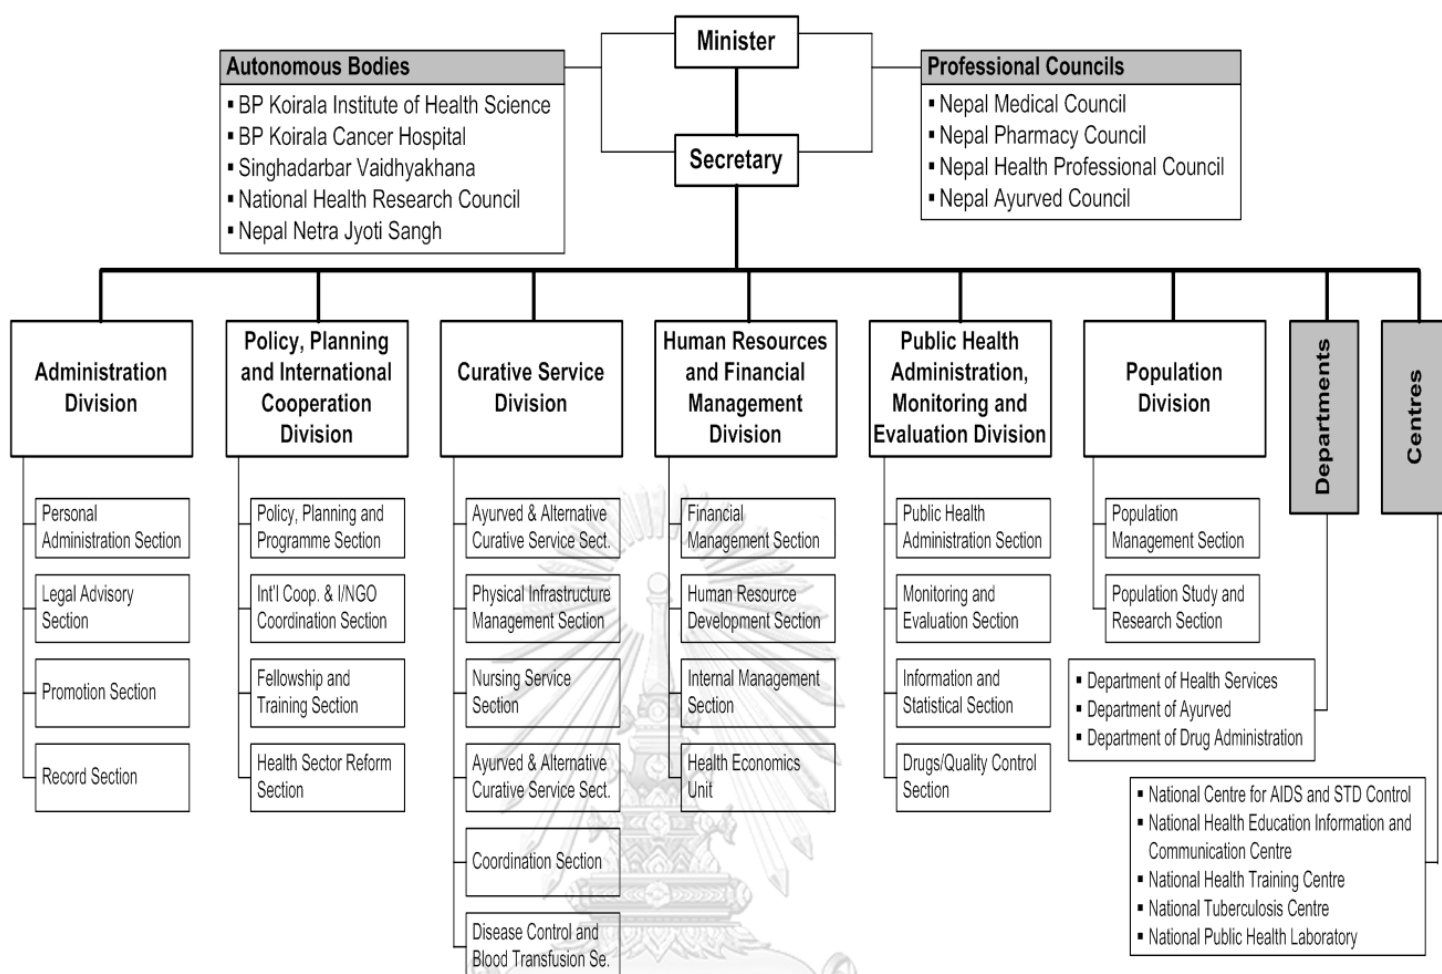 Minister
Autonomous Bodies
▪ BP Koirala Institute of Health Science
▪ BP Koirala Cancer Hospital
▪ Singhadarbar Vaidhyakhana
▪ National Health Research Council
▪ Nepal Netra Jyoti Sangh
Professional Councils
▪ Nepal Medical Council
▪ Nepal Pharmacy Council
▪ Nepal Health Professional Council
▪ Nepal Ayurved Council
Secretary
Administration
Division
Policy, Planning
and International
Cooperation
Division
Curative Service
Division
Human Resources
and Financial
Management
Division
Public Health
Administration,
Monitoring and
Evaluation Division
Population
Division
Departments
Centres
Personal
Administration Section
Legal Advisory
Section
Promotion Section
Record Section
Policy, Planning and
Programme Section
Int'l Coop. & I/NGO
Coordination Section
Fellowship and
Training Section
Health Sector Reform
Section
Ayurved & Alternative
Curative Service Sect.
Physical Infrastructure
Management Section
Nursing Service
Section
Ayurved & Alternative
Curative Service Sect.
Coordination Section
Disease Control and
Blood Transfusion Se.
Financial
Management Section
Human Resource
Development Section
Internal Management
Section
Health Economics
Unit
Public Health
Administration Section
Monitoring and
Evaluation Section
Information and
Statistical Section
Drugs/Quality Control
Section
Population
Management Section
Population Study and
Research Section
▪ Department of Health Services
▪ Department of Ayurved
▪ Department of Drug Administration
▪ National Centre for AIDS and STD Control
▪ National Health Education Information and
Communication Centre
▪ National Health Training Centre
▪ National Tuberculosis Centre
▪ National Public Health Laboratory